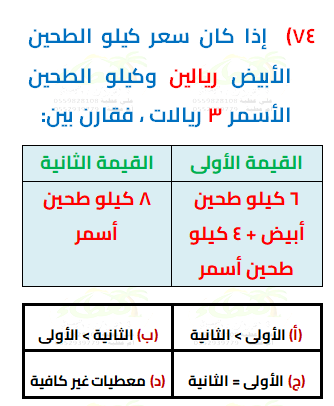 ٧٤) إذا كان سعر كيلو الطحين
الأبيض ريالين وكيلو الطحين
الأسمر ٣ ريالات ، فقارن بين:
القيمة الأولى
القيمة الثانية
٦ كيلو طحين
أبيض + ٤ كيلو
طحين أسمر
٨ كيلو طحين
أسمر
(أ) الأولى > الثانية
(ب) الثانية > الأولى
(ج) الأولى = الثانية
(د) معطيات غير كافية